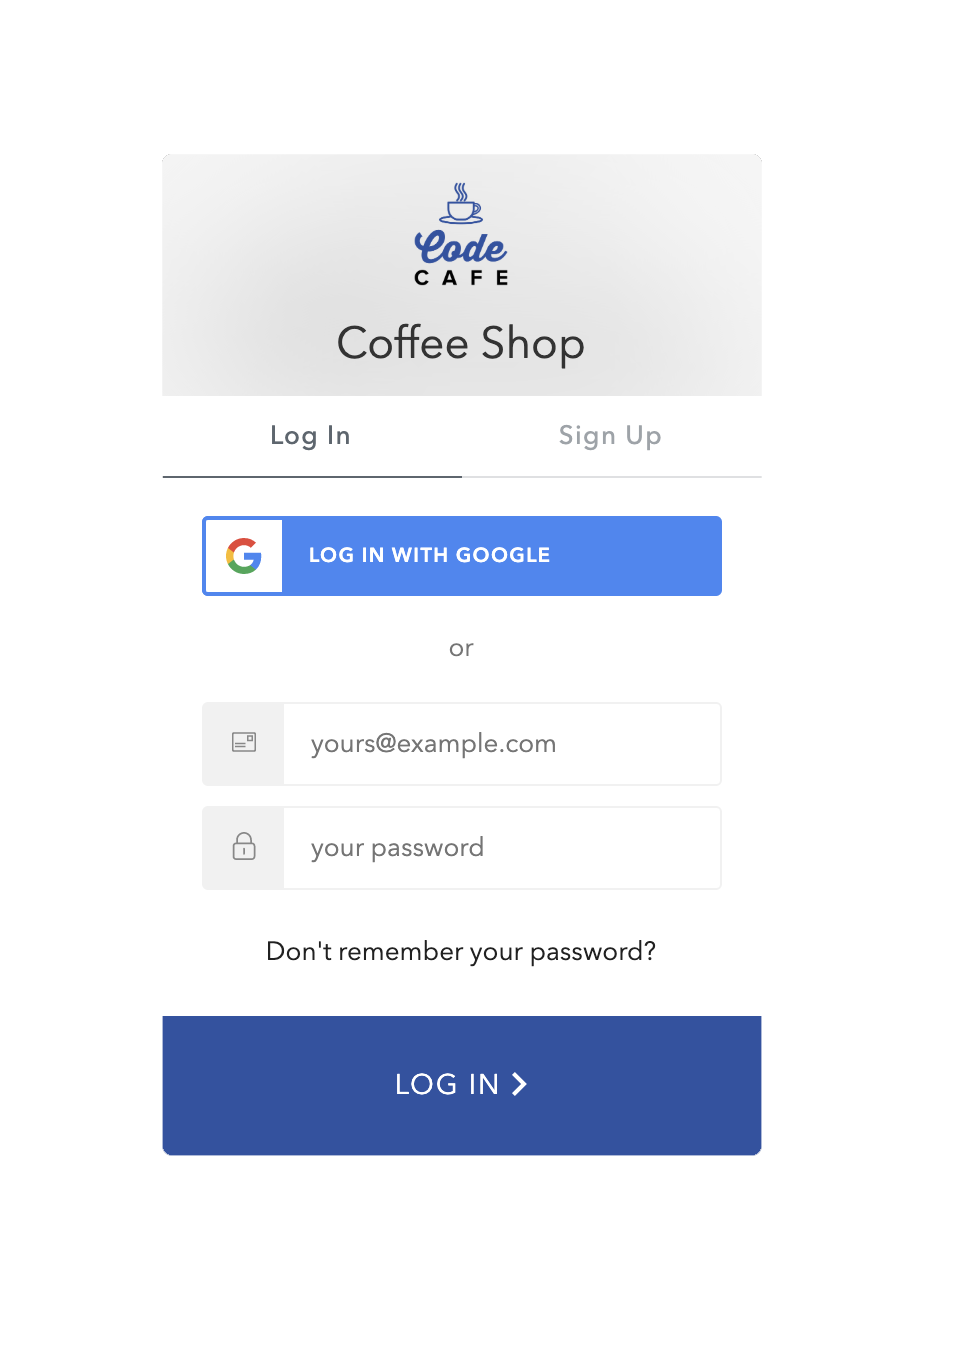 Code
CAFE
Coffee Shop
Log In
Sign Up
LOG IN WITH GOOGLE
or
yours@example.com
your password
Don't remember your password?
LOG IN